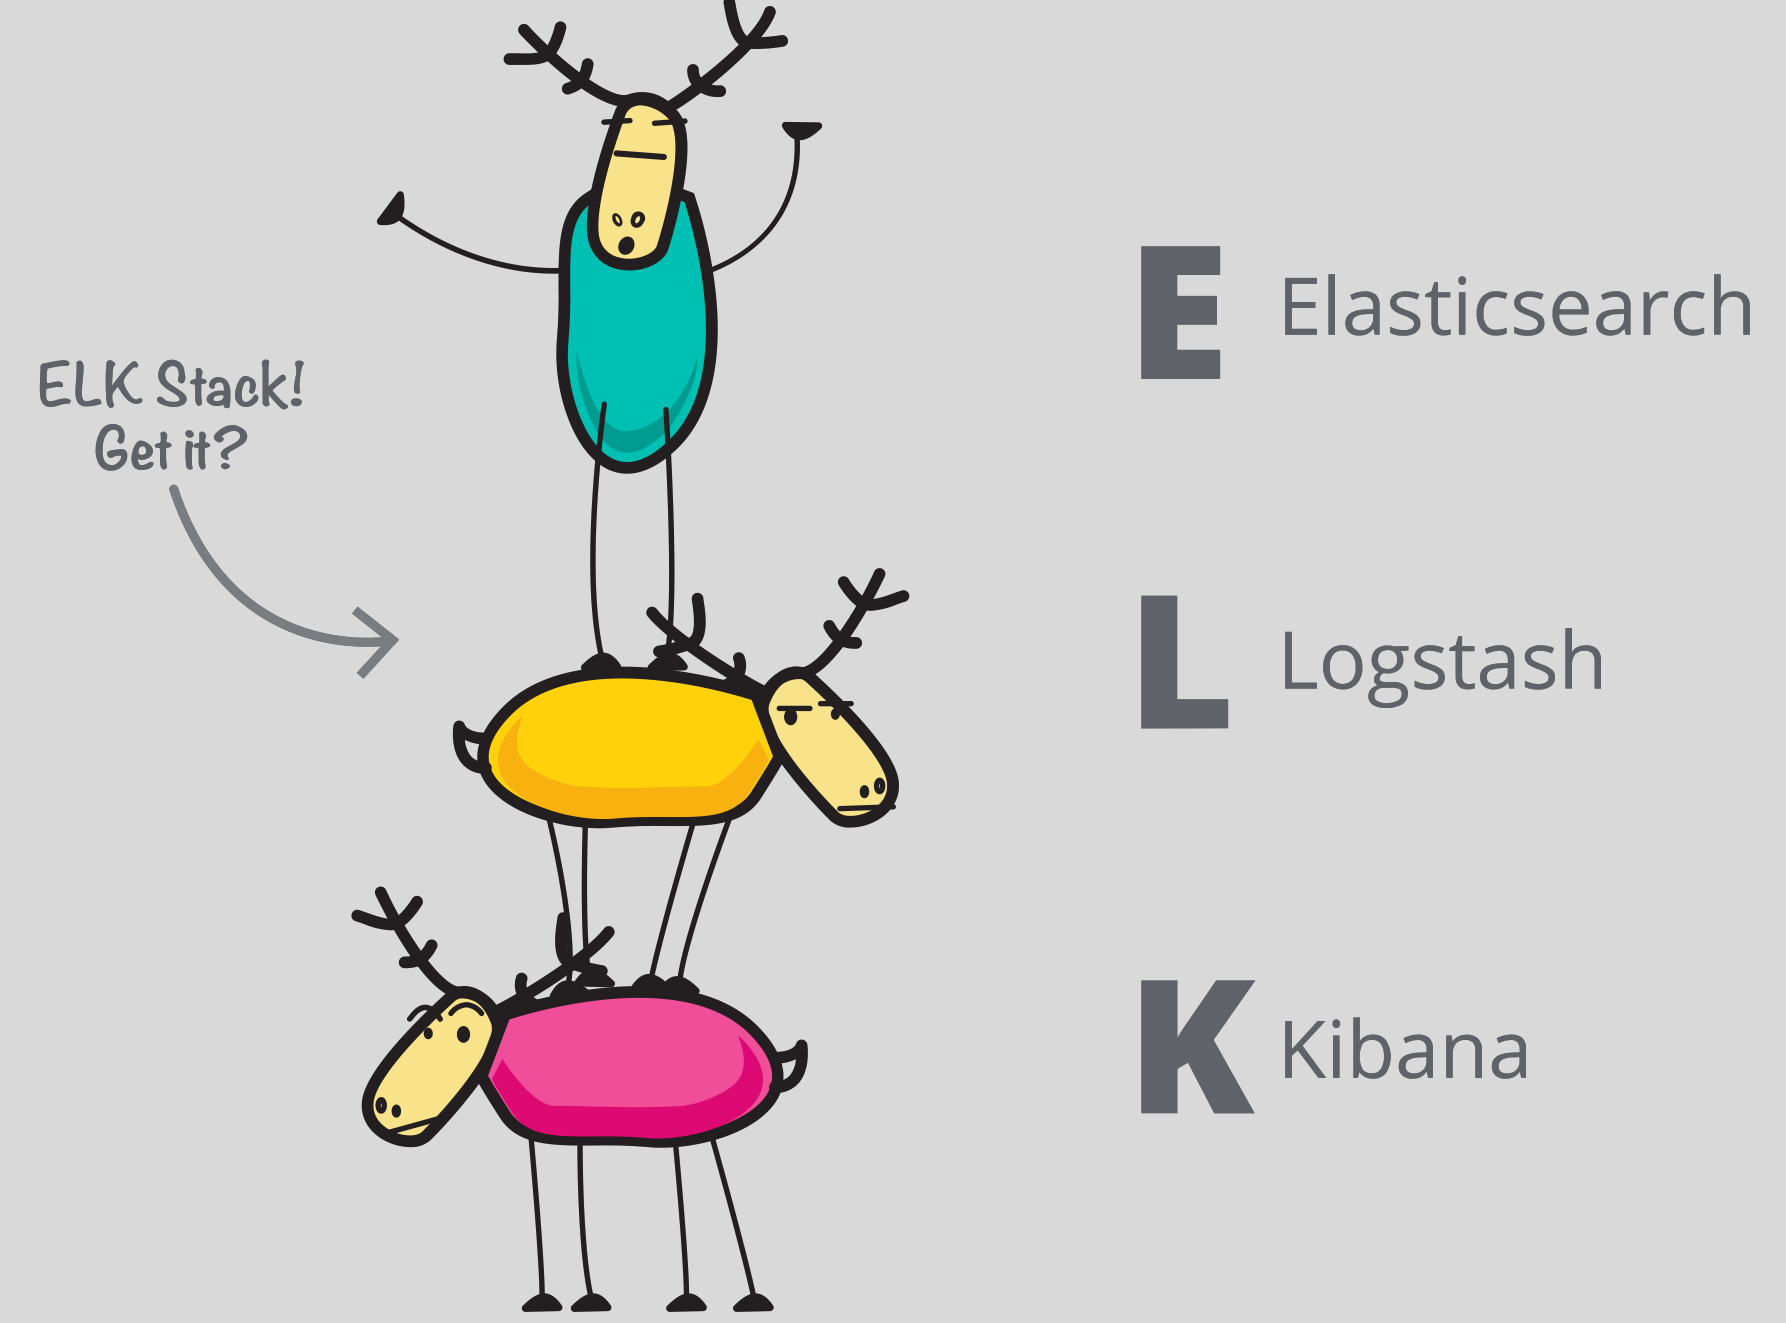 ELK Stack!
Get it?
E Elasticsearch
L Logstash
K Kibana